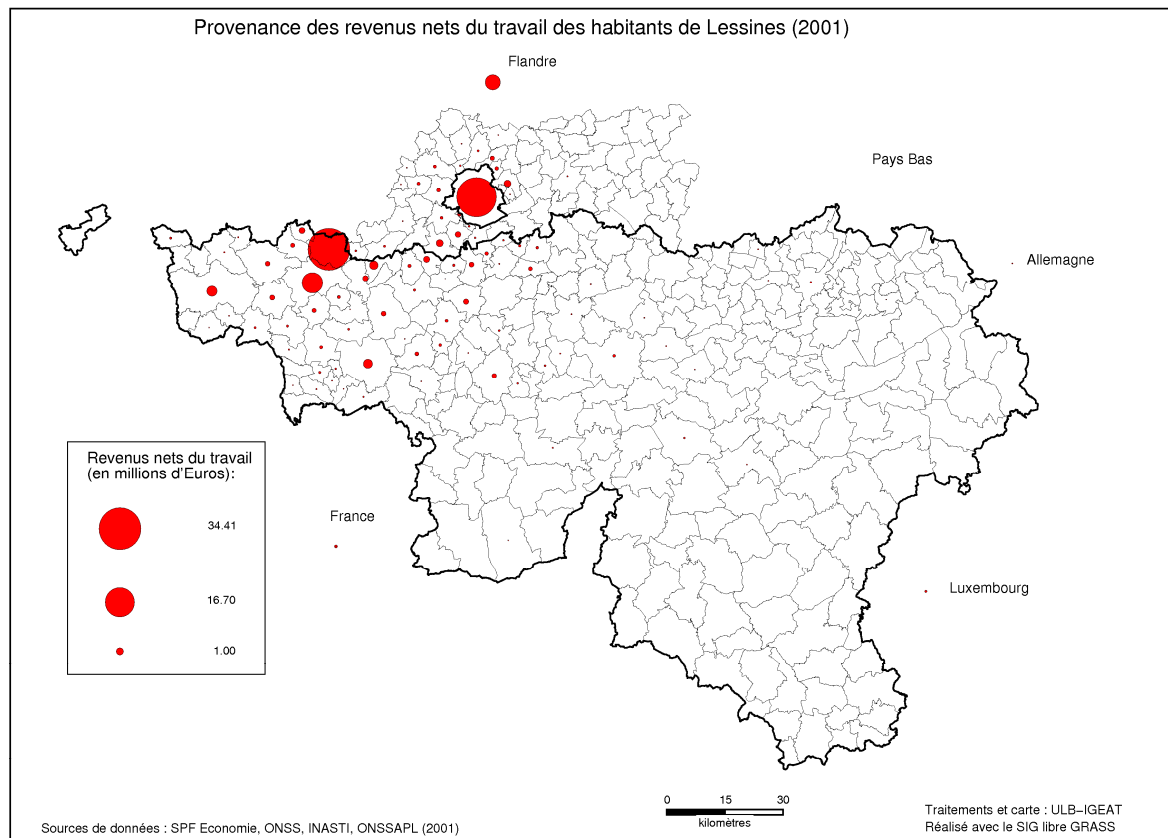 Provenance des revenus nets du travail des habitants de Lessines (2001)
Flandre
Pays Bas
Allemagne
Revenus nets du travail
(en millions d'Euros):
34.41
16.70
1.00
France
Luxembourg
0 15 30
kilomètres
Sources de données : SPF Economie, ONSS, INASTI, ONSSAPL (2001)
Traitements et carte : ULB-IGEAT
Réalisé avec le SIG libre GRASS